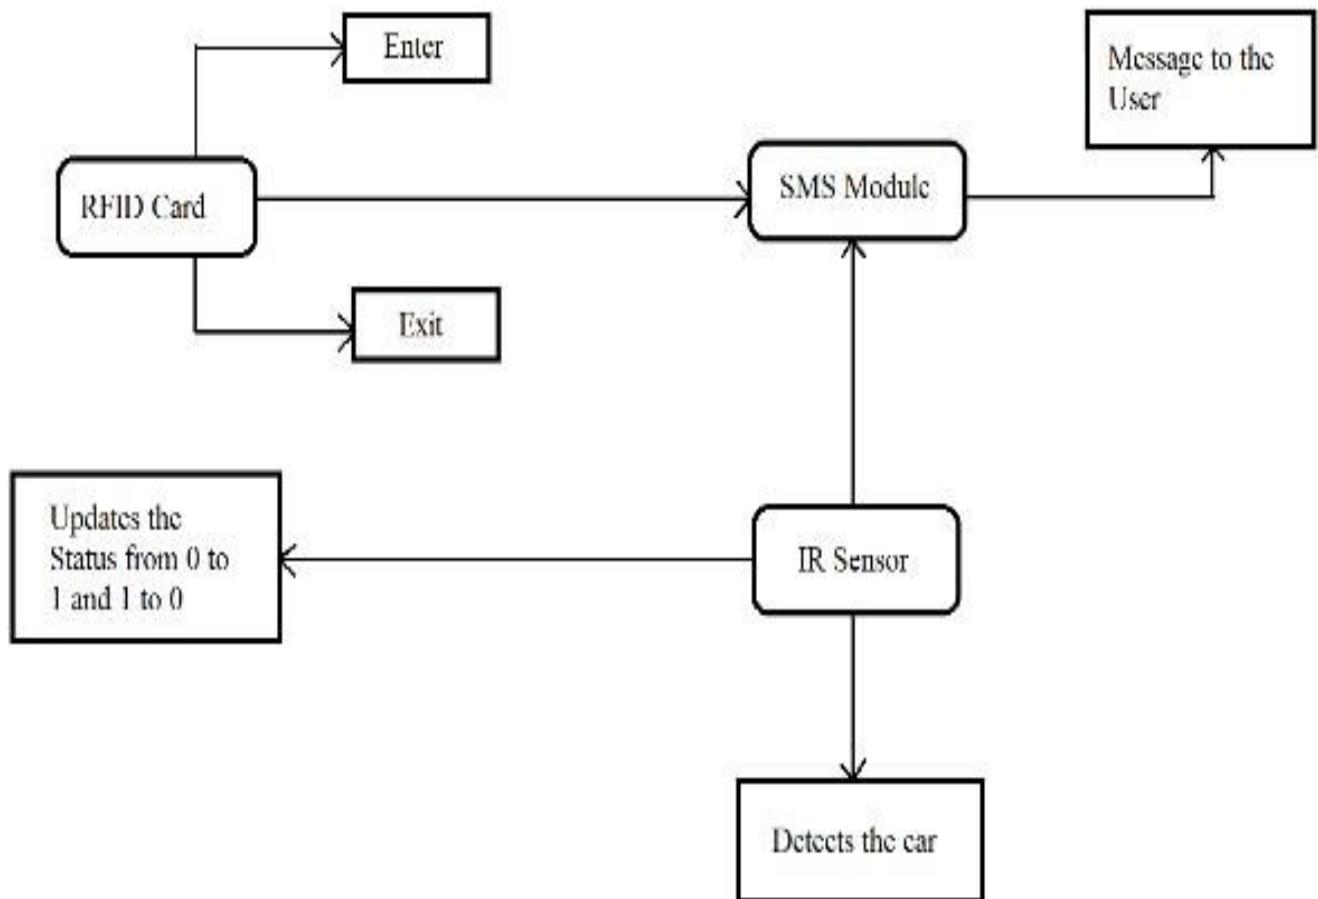 Enter
Message to the
User
RFID Card
SMS Module
Exit
Updates the
Status from 0 to
1 and 1 to 0
IR Sensor
Detects the car